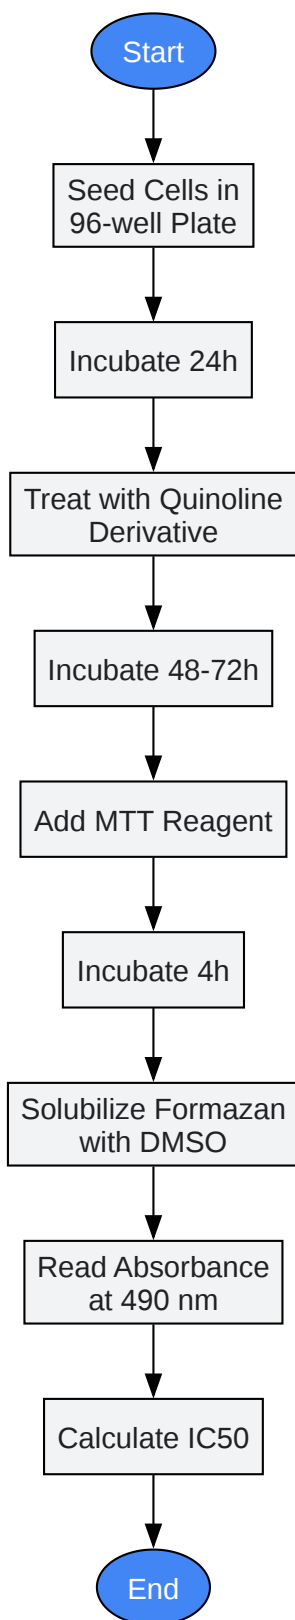 Start
Seed Cells in
96-well Plate
Incubate 24h
Treat with Quinoline
Derivative
Incubate 48-72h
Add MTT Reagent
Incubate 4h
Solubilize Formazan
with DMSO
Read Absorbance
at 490 nm
Calculate IC50
End